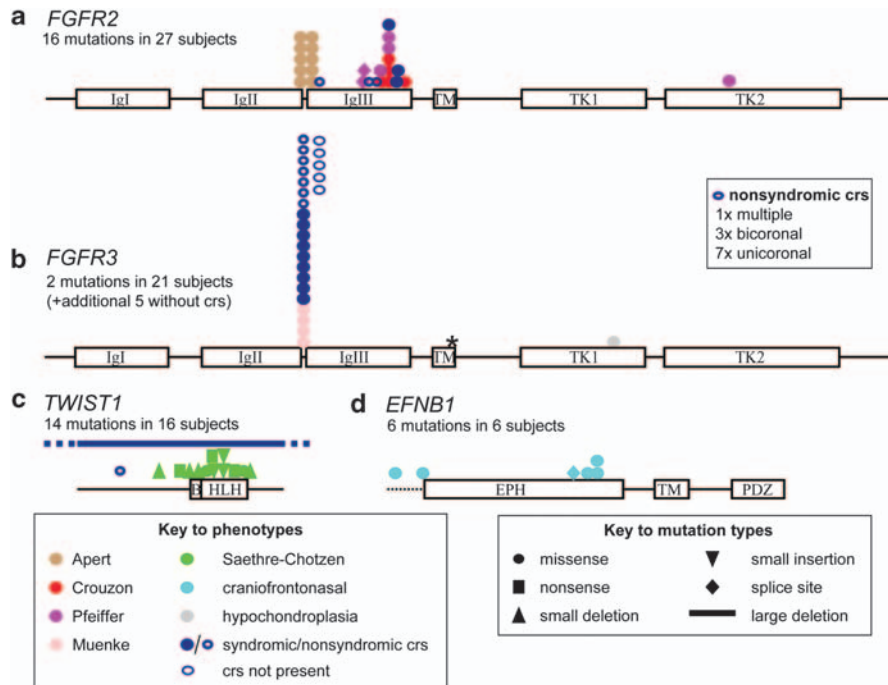 a FGFR2
16 mutations in 27 subjects
IgI IgII IgIII TM TK1 TK2
nonsyndromic crs
1x multiple
3x bicoronal
7x unicoronal
b FGFR3
2 mutations in 21 subjects
(+additional 5 without crs)
*
IgI IgII IgIII TM TK1 TK2
c TWIST1
14 mutations in 16 subjects
B HLH
d EFNB1
6 mutations in 6 subjects
EPH TM PDZ
Key to phenotypes
Apert
Crouzon
Pfeiffer
Muenke
Saethre-Chotzen
craniofrontonasal
hypochondroplasia
/ syndromic/nonsyndromic crs
crs not present
Key to mutation types
missense
nonsense
small deletion
small insertion
splice site
large deletion